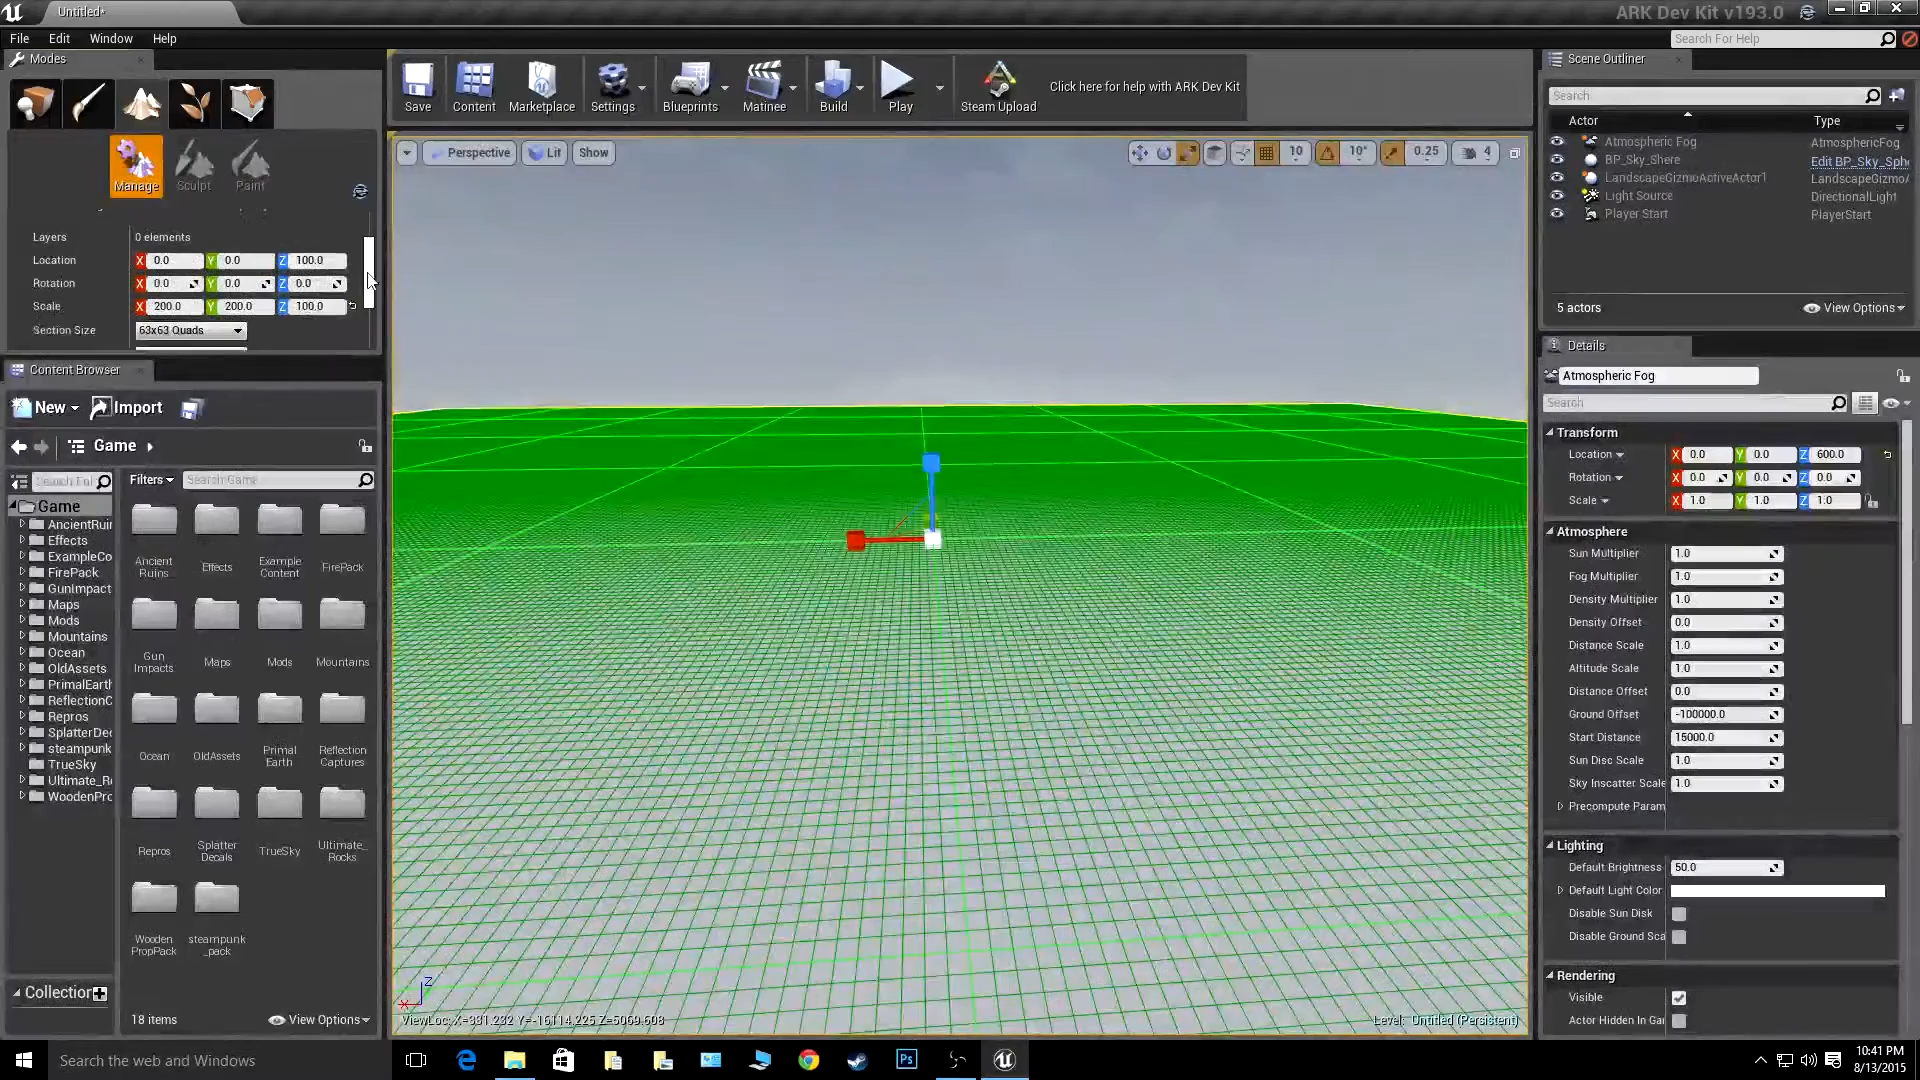 Untitled*
ARK Dev Kit v193.0
File Edit Window Help
Search For Help
Modes
Save Content Marketplace Settings Blueprints Matinee Build Play Steam Upload
Click here for help with ARK Dev Kit
Scene Outliner
Search
Actor Type
Atmospheric Fog AtmosphericFog
BP_Sky_Shere Edit BP_Sky_Sph
LandscapeGizmoActiveActor1 LandscapeGizmo
Light Source DirectionalLight
Player Start PlayerStart
5 actors View Options
Manage Sculpt Paint
Perspective Lit Show
10 10° 0.25 4
Layers 0 elements
Location X 0.0 Y 0.0 Z 100.0
Rotation X 0.0 Y 0.0 Z 0.0
Scale X 200.0 Y 200.0 Z 100.0
Section Size 63x63 Quads
Content Browser
New Import
Game
Search Fol
Filters Search Game
Game
AncientRuin
Effects
ExampleCo
FirePack
GunImpact
Maps
Mods
Mountains
Ocean
OldAssets
PrimalEarth
ReflectionC
Repros
SplatterDec
steampunk
TrueSky
Ultimate_R
WoodenPro
Ancient Ruins
Effects
Example Content
FirePack
Gun Impacts
Maps
Mods
Mountains
Ocean
OldAssets
Primal Earth
Reflection Captures
Repros
Splatter Decals
TrueSky
Ultimate_ Rocks
Wooden PropPack
steampunk _pack
Collection
18 items View Options
Z
X
ViewLoc: X=331.232 Y=-16114.225 Z=5069.608
Level: Untitled (Persistent)
Details
Atmospheric Fog
Search
Transform
Location X 0.0 Y 0.0 Z 600.0
Rotation X 0.0 Y 0.0 Z 0.0
Scale X 1.0 Y 1.0 Z 1.0
Atmosphere
Sun Multiplier 1.0
Fog Multiplier 1.0
Density Multiplier 1.0
Density Offset 0.0
Distance Scale 1.0
Altitude Scale 1.0
Distance Offset 0.0
Ground Offset -100000.0
Start Distance 15000.0
Sun Disc Scale 1.0
Sky Inscatter Scale 1.0
Precompute Param
Lighting
Default Brightness 50.0
Default Light Color
Disable Sun Disk
Disable Ground Sca
Rendering
Visible
Actor Hidden In Gar
Search the web and Windows
Ps
10:41 PM
8/13/2015